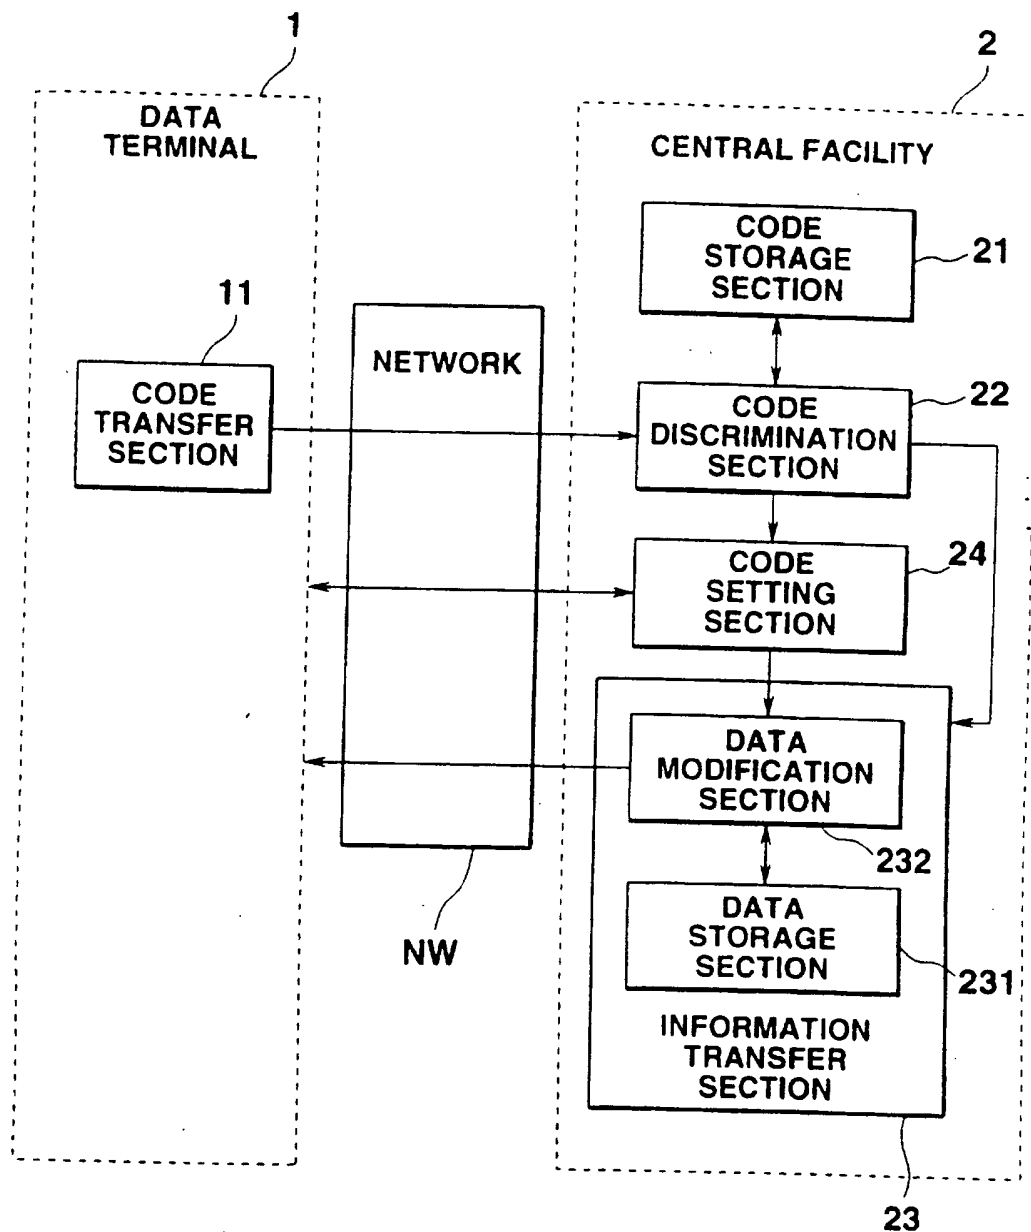 1
2
DATA
TERMINAL
CENTRAL FACILITY
CODE
STORAGE
SECTION
21
11
NETWORK
CODE
TRANSFER
SECTION
CODE
DISCRIMINATION
SECTION
22
CODE
SETTING
SECTION
24
DATA
MODIFICATION
SECTION
232
DATA
STORAGE
SECTION
231
NW
INFORMATION
TRANSFER
SECTION
23